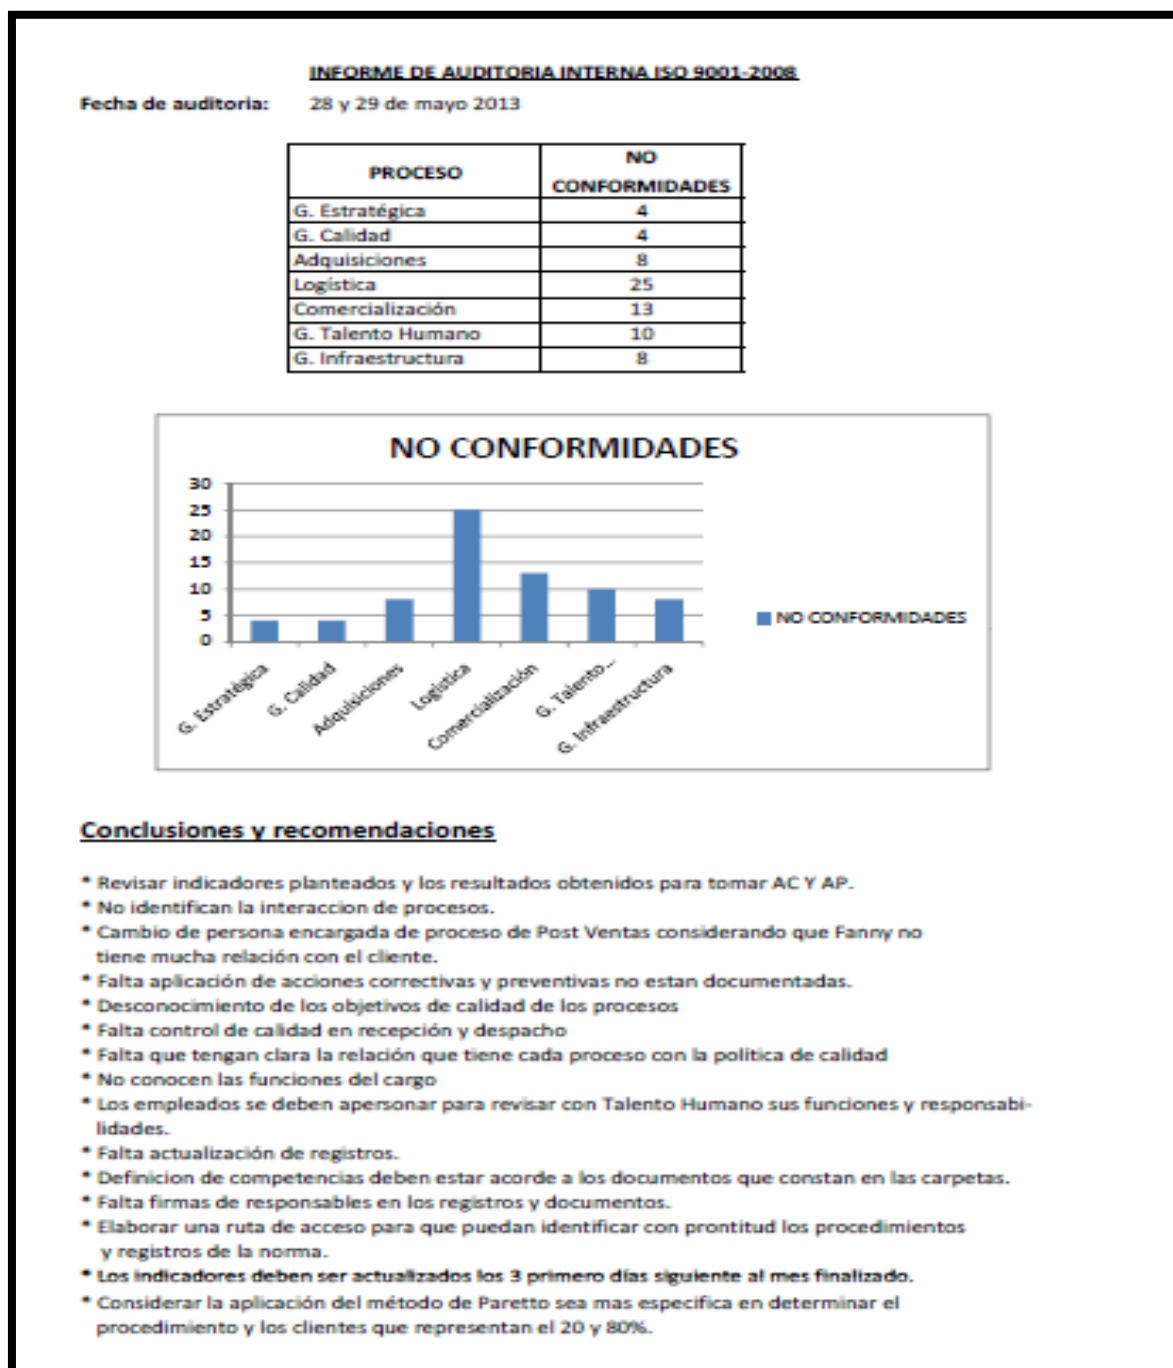 INFORME DE AUDITORIA INTERNA ISO 9001-2008
Fecha de auditoria: 28 y 29 de mayo 2013
PROCESO NO CONFORMIDADES
G. Estratégica 4
G. Calidad 4
Adquisiciones 8
Logística 25
Comercialización 13
G. Talento Humano 10
G. Infraestructura 8
NO CONFORMIDADES
30
25
20
15
10
5
0
G. Estratégica
G. Calidad
Adquisiciones
Logística
Comercialización
G. Talento...
G. Infraestructura
NO CONFORMIDADES
Conclusiones y recomendaciones
* Revisar indicadores planteados y los resultados obtenidos para tomar AC Y AP.
* No identifican la interaccion de procesos.
* Cambio de persona encargada de proceso de Post Ventas considerando que Fanny no
tiene mucha relación con el cliente.
* Falta aplicación de acciones correctivas y preventivas no estan documentadas.
* Desconocimiento de los objetivos de calidad de los procesos
* Falta control de calidad en recepción y despacho
* Falta que tengan clara la relación que tiene cada proceso con la política de calidad
* No conocen las funciones del cargo
* Los empleados se deben apersonar para revisar con Talento Humano sus funciones y responsabi-
lidades.
* Falta actualización de registros.
* Definicion de competencias deben estar acorde a los documentos que constan en las carpetas.
* Falta firmas de responsables en los registros y documentos.
* Elaborar una ruta de acceso para que puedan identificar con prontitud los procedimientos
y registros de la norma.
* Los indicadores deben ser actualizados los 3 primero días siguiente al mes finalizado.
* Considerar la aplicación del método de Paretto sea mas especifica en determinar el
procedimiento y los clientes que representan el 20 y 80%.